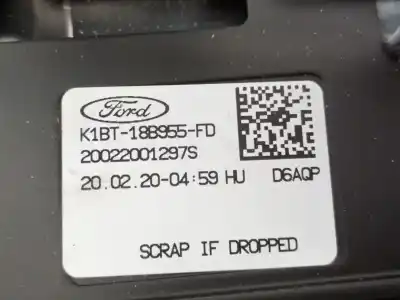 Ford
K1BT-18B955-FD
20022001297S
20.02.20-04:59 HU D6AQP
SCRAP IF DROPPED